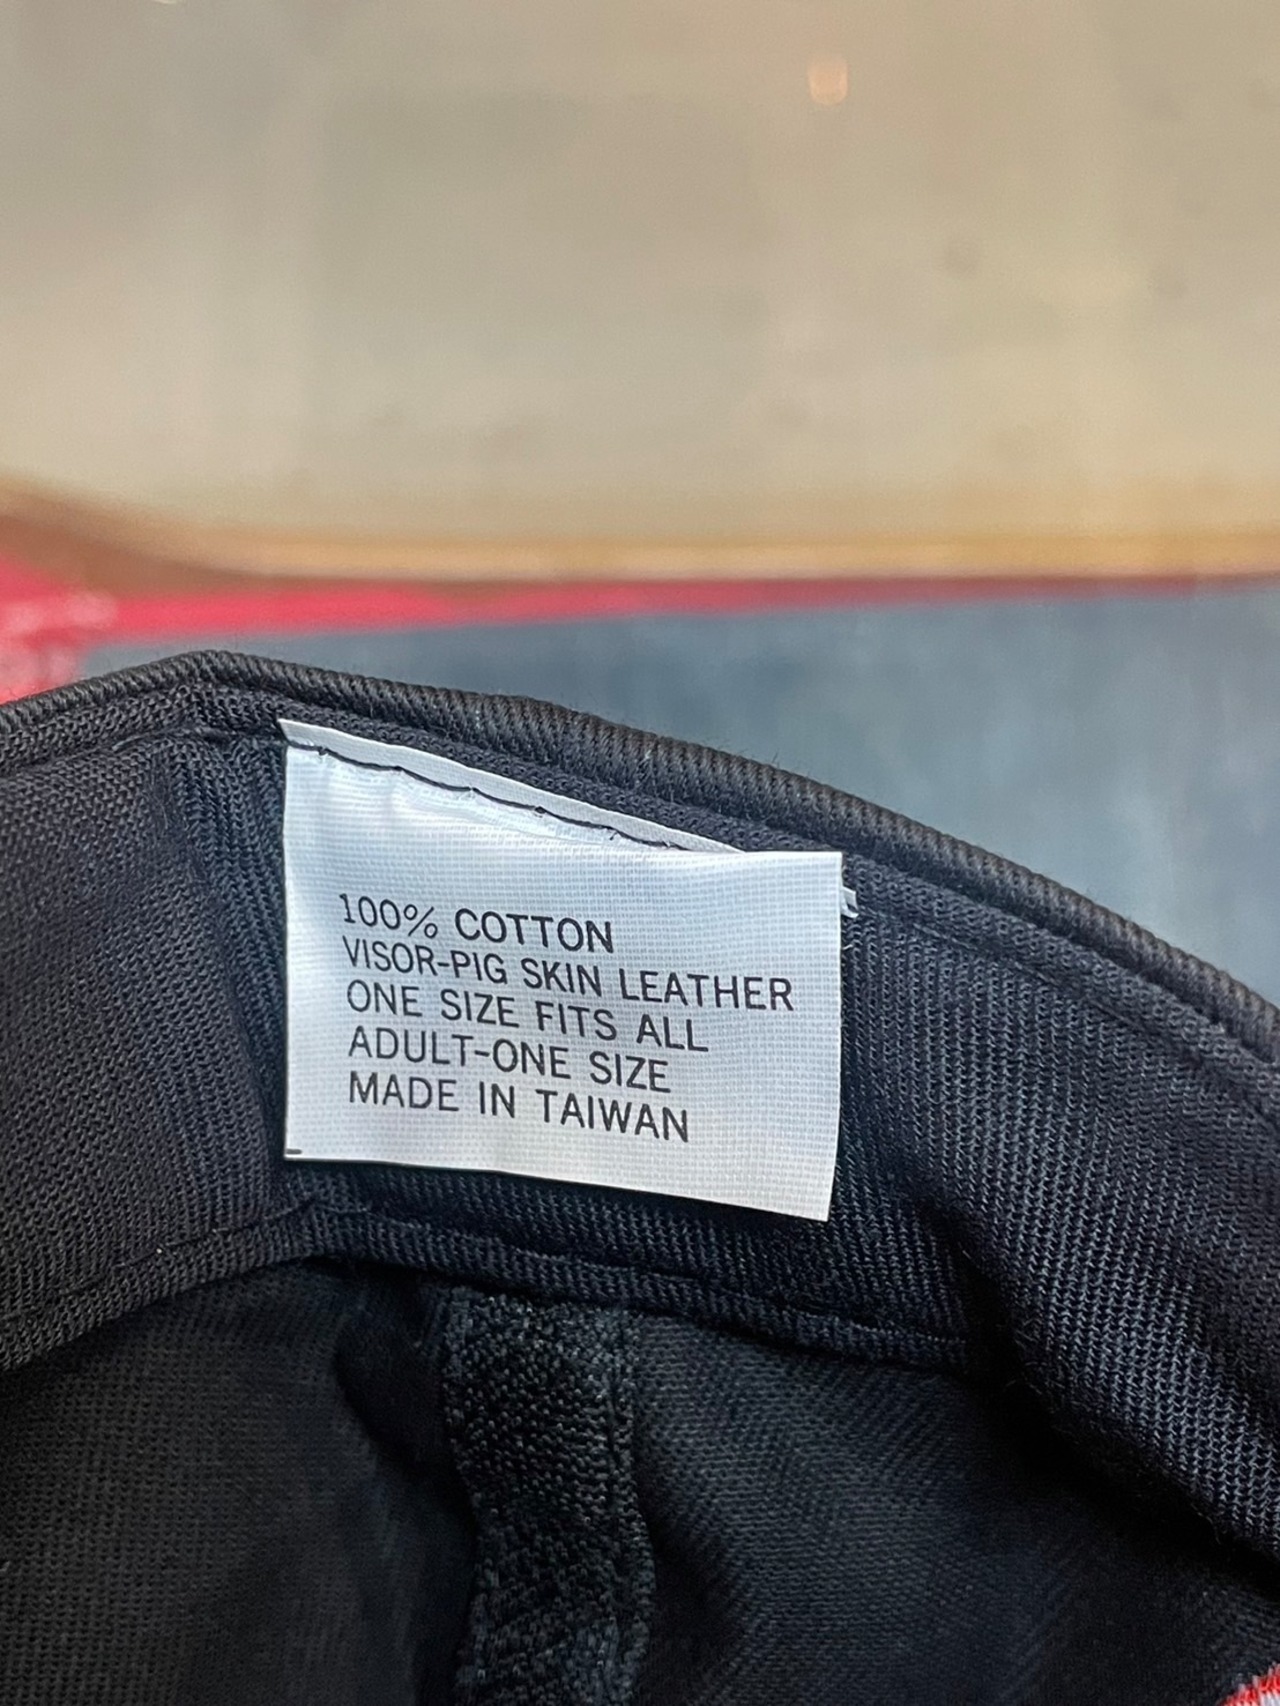 100% COTTON
VISOR-PIG SKIN LEATHER
ONE SIZE FITS ALL
ADULT-ONE SIZE
MADE IN TAIWAN